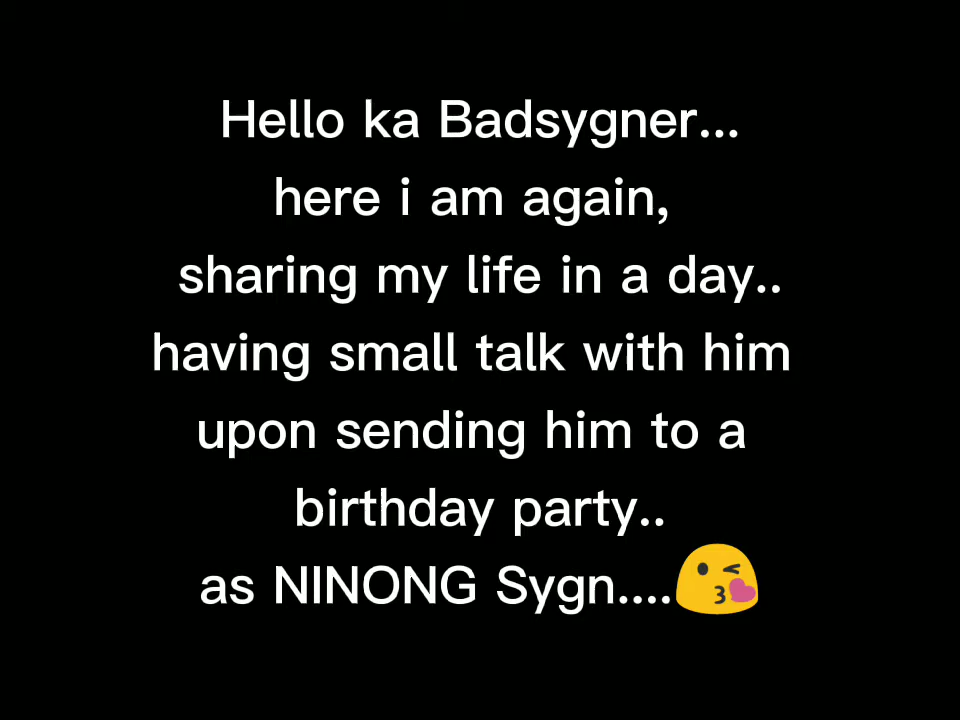 Hello ka Badsygner...
here i am again,
sharing my life in a day..
having small talk with him
upon sending him to a
birthday party..
as NINONG Sygn....😘